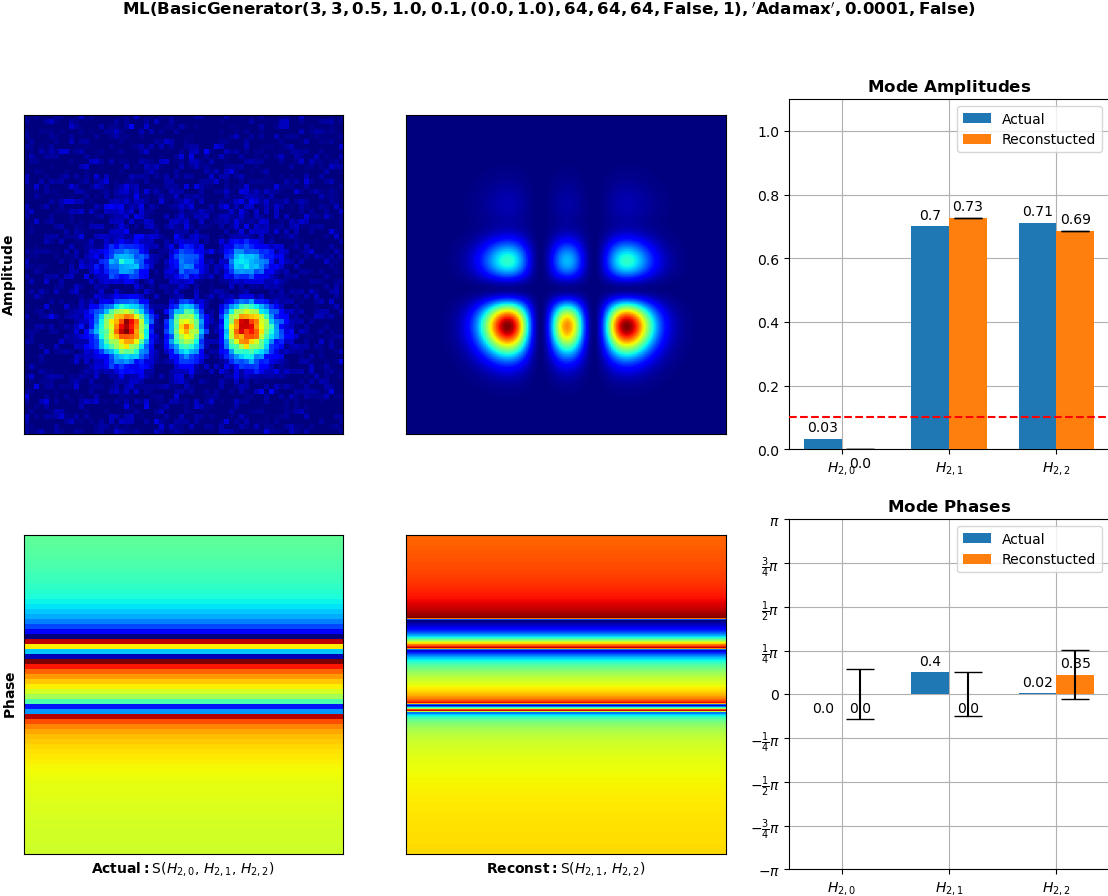 ML(BasicGenerator(3, 3, 0.5, 1.0, 0.1, (0.0, 1.0), 64, 64, 64, False, 1), ′Adamax′, 0.0001, False)
Mode Amplitudes
Amplitude
Actual
Reconstucted
1.0
0.8
0.6
0.4
0.2
0.0
0.03
0.0
0.7
0.73
0.71
0.69
H2,0
H2,1
H2,2
Mode Phases
Phase
Actual
Reconstucted
π
3/4π
1/2π
1/4π
0
−1/4π
−1/2π
−3/4π
−π
0.0
0.0
0.4
0.0
0.02
0.35
H2,0
H2,1
H2,2
Actual: S(H2,0, H2,1, H2,2)
Reconst: S(H2,1, H2,2)